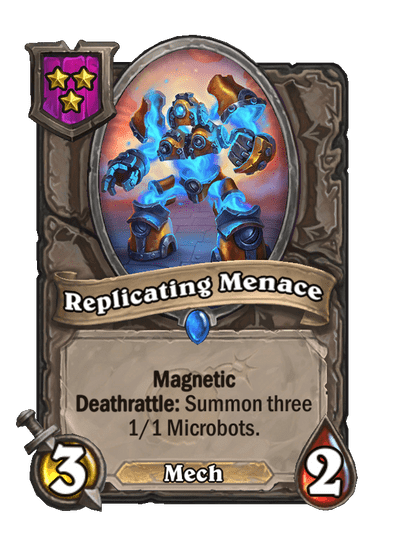 Replicating Menace
Magnetic
Deathrattle: Summon three
1/1 Microbots.
3
Mech
2